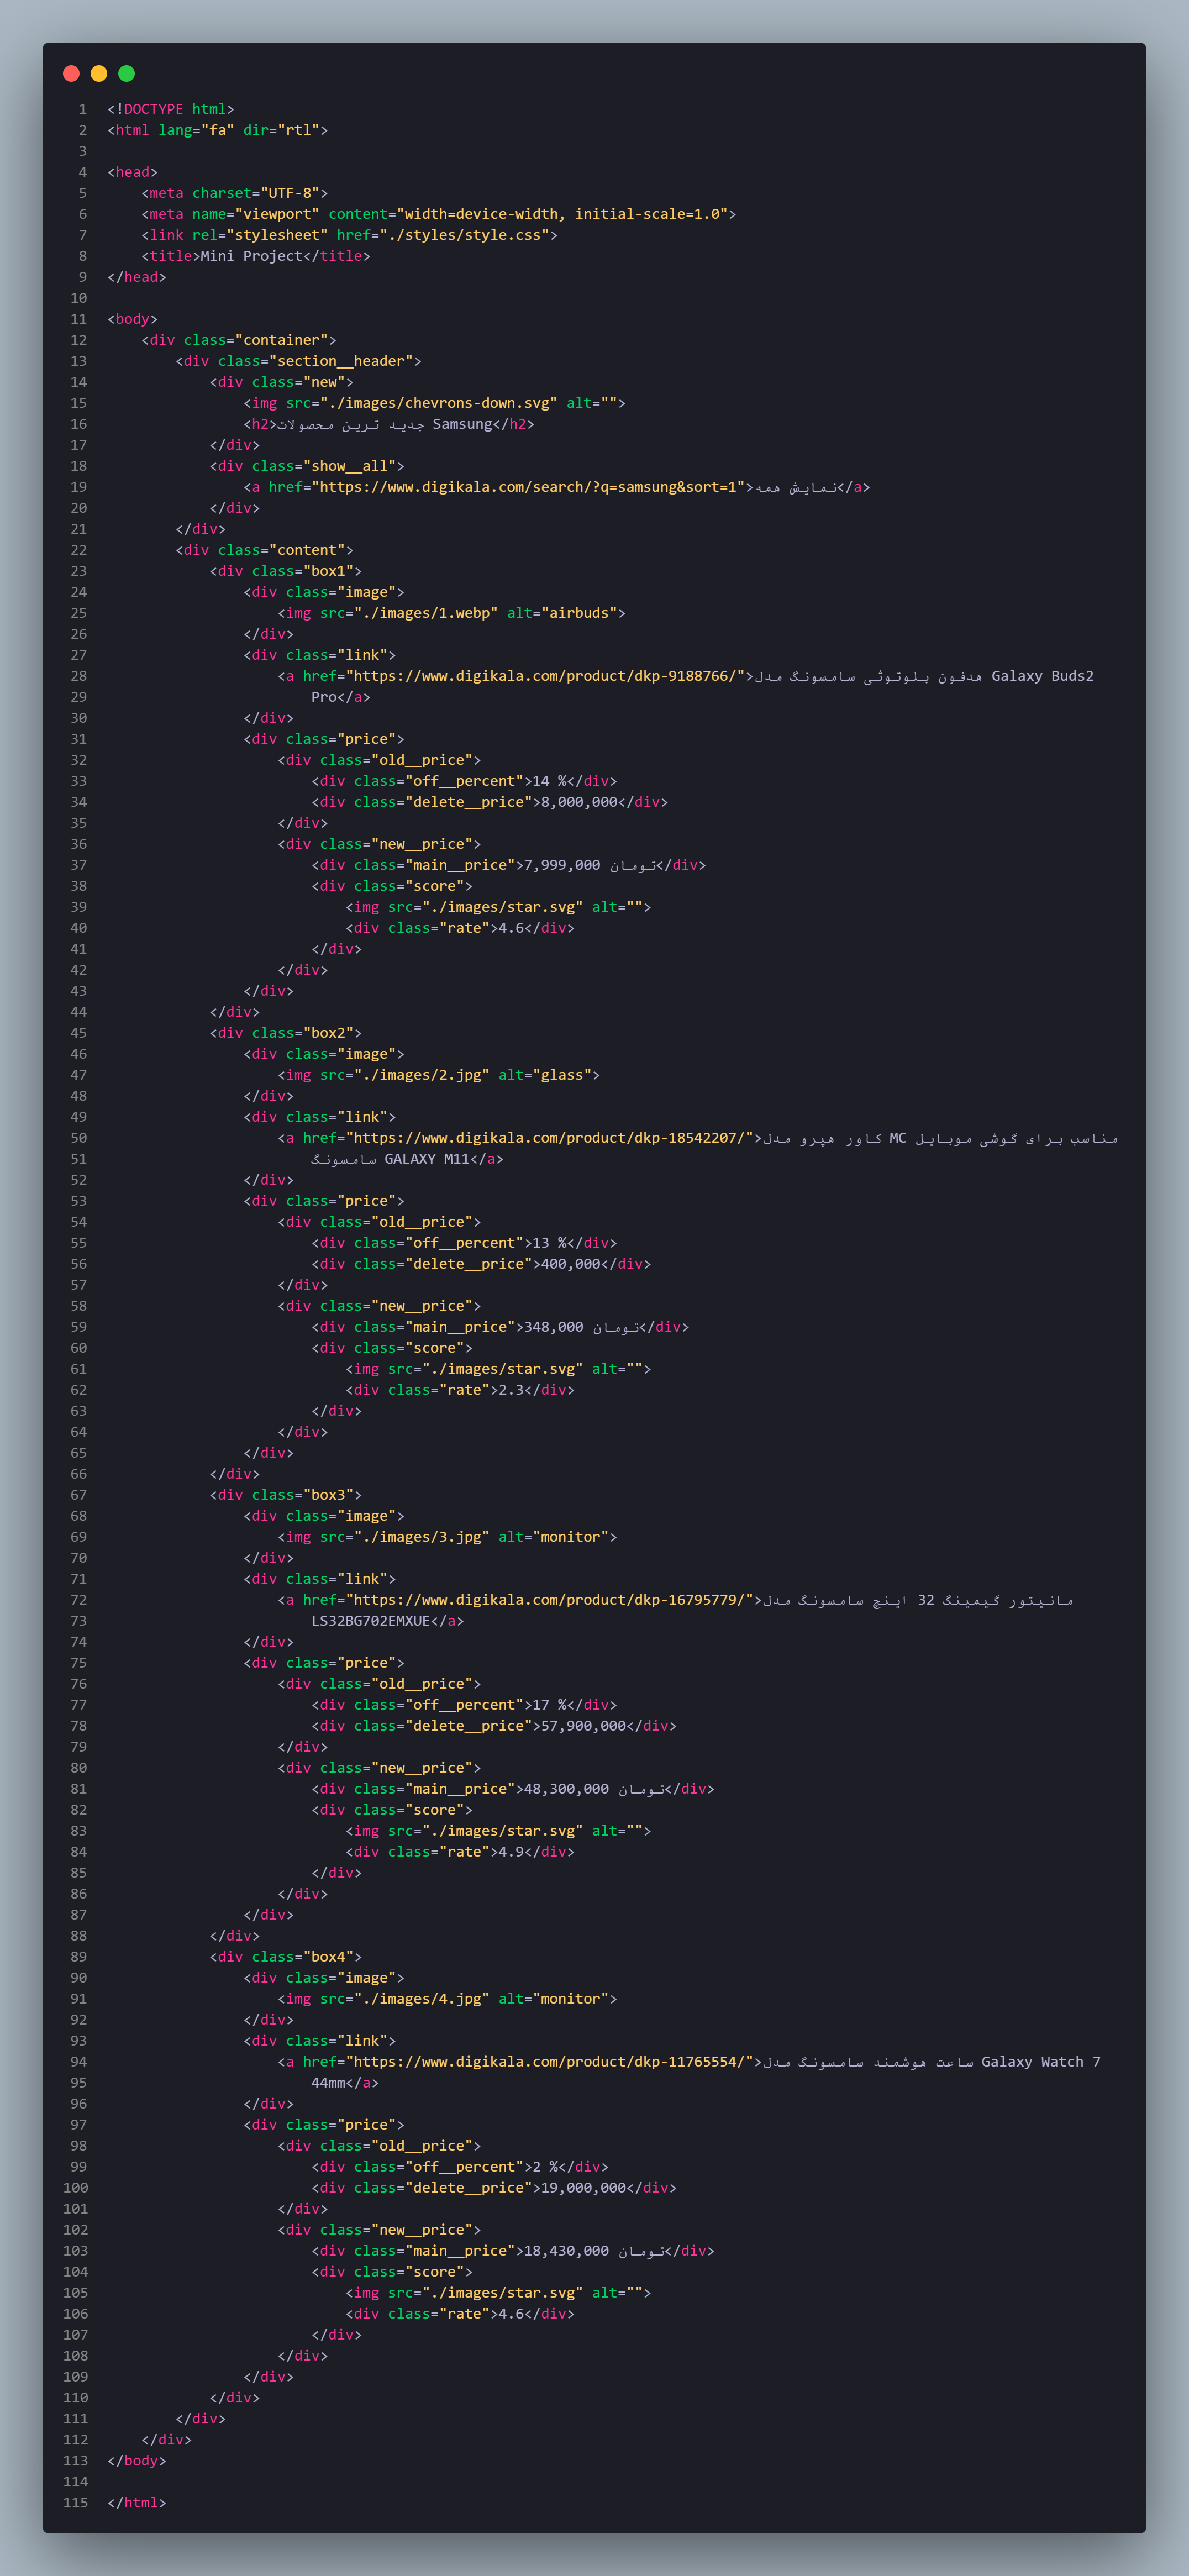 1 <!DOCTYPE html>
2 <html lang="fa" dir="rtl">
3
4 <head>
5     <meta charset="UTF-8">
6     <meta name="viewport" content="width=device-width, initial-scale=1.0">
7     <link rel="stylesheet" href="./styles/style.css">
8     <title>Mini Project</title>
9 </head>
10
11 <body>
12     <div class="container">
13         <div class="section__header">
14             <div class="new">
15                 <img src="./images/chevrons-down.svg" alt="">
16                 <h2>جدید ترین محصولات Samsung</h2>
17             </div>
18             <div class="show__all">
19                 <a href="https://www.digikala.com/search/?q=samsung&sort=1">نمایش همه</a>
20             </div>
21         </div>
22         <div class="content">
23             <div class="box1">
24                 <div class="image">
25                     <img src="./images/1.webp" alt="airbuds">
26                 </div>
27                 <div class="link">
28                     <a href="https://www.digikala.com/product/dkp-9188766/">هدفون بلوتوثی سامسونگ مدل Galaxy Buds2
29                         Pro</a>
30                 </div>
31                 <div class="price">
32                     <div class="old__price">
33                         <div class="off__percent">14 %</div>
34                         <div class="delete__price">8,000,000</div>
35                     </div>
36                     <div class="new__price">
37                         <div class="main__price">7,999,000 تومان</div>
38                         <div class="score">
39                             <img src="./images/star.svg" alt="">
40                             <div class="rate">4.6</div>
41                         </div>
42                     </div>
43                 </div>
44             </div>
45             <div class="box2">
46                 <div class="image">
47                     <img src="./images/2.jpg" alt="glass">
48                 </div>
49                 <div class="link">
50                     <a href="https://www.digikala.com/product/dkp-18542207/">کاور هپرو مدل MC مناسب برای گوشی موبایل
51                         سامسونگ GALAXY M11</a>
52                 </div>
53                 <div class="price">
54                     <div class="old__price">
55                         <div class="off__percent">13 %</div>
56                         <div class="delete__price">400,000</div>
57                     </div>
58                     <div class="new__price">
59                         <div class="main__price">348,000 تومان</div>
60                         <div class="score">
61                             <img src="./images/star.svg" alt="">
62                             <div class="rate">2.3</div>
63                         </div>
64                     </div>
65                 </div>
66             </div>
67             <div class="box3">
68                 <div class="image">
69                     <img src="./images/3.jpg" alt="monitor">
70                 </div>
71                 <div class="link">
72                     <a href="https://www.digikala.com/product/dkp-16795779/">مانیتور گیمینگ 32 اینچ سامسونگ مدل
73                         LS32BG702EMXUE</a>
74                 </div>
75                 <div class="price">
76                     <div class="old__price">
77                         <div class="off__percent">17 %</div>
78                         <div class="delete__price">57,900,000</div>
79                     </div>
80                     <div class="new__price">
81                         <div class="main__price">48,300,000 تومان</div>
82                         <div class="score">
83                             <img src="./images/star.svg" alt="">
84                             <div class="rate">4.9</div>
85                         </div>
86                     </div>
87                 </div>
88             </div>
89             <div class="box4">
90                 <div class="image">
91                     <img src="./images/4.jpg" alt="monitor">
92                 </div>
93                 <div class="link">
94                     <a href="https://www.digikala.com/product/dkp-11765554/">ساعت هوشمند سامسونگ مدل Galaxy Watch 7
95                         44mm</a>
96                 </div>
97                 <div class="price">
98                     <div class="old__price">
99                         <div class="off__percent">2 %</div>
100                         <div class="delete__price">19,000,000</div>
101                     </div>
102                     <div class="new__price">
103                         <div class="main__price">18,430,000 تومان</div>
104                         <div class="score">
105                             <img src="./images/star.svg" alt="">
106                             <div class="rate">4.6</div>
107                         </div>
108                     </div>
109                 </div>
110             </div>
111         </div>
112     </div>
113 </body>
114
115 </html>